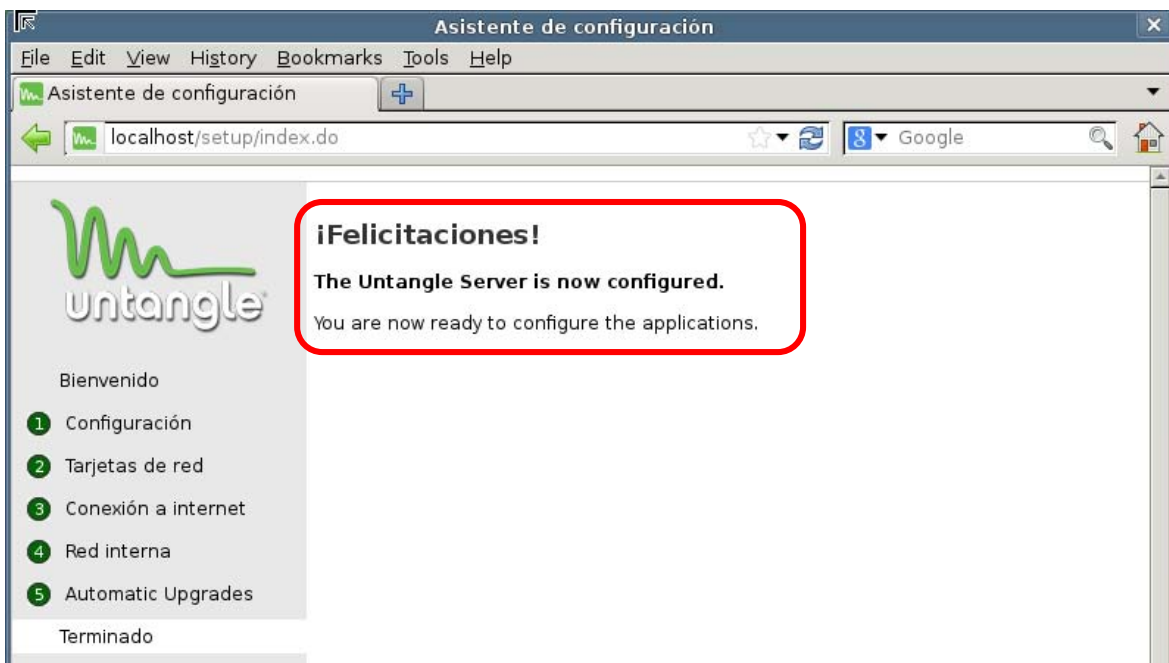 Asistente de configuración
File Edit View History Bookmarks Tools Help
Asistente de configuración
localhost/setup/index.do
8 Google
untangle
¡Felicitaciones!
The Untangle Server is now configured.
You are now ready to configure the applications.
Bienvenido
1 Configuración
2 Tarjetas de red
3 Conexión a internet
4 Red interna
5 Automatic Upgrades
Terminado